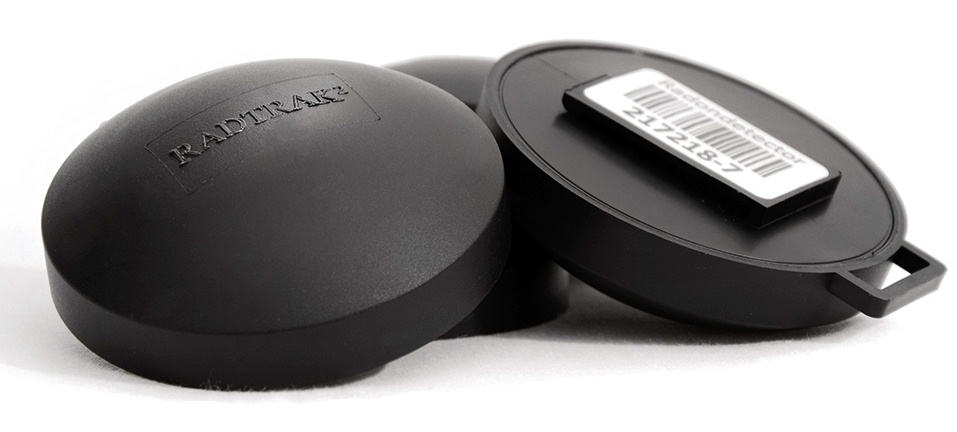 RADTRAK²
Radondetector
217218-7